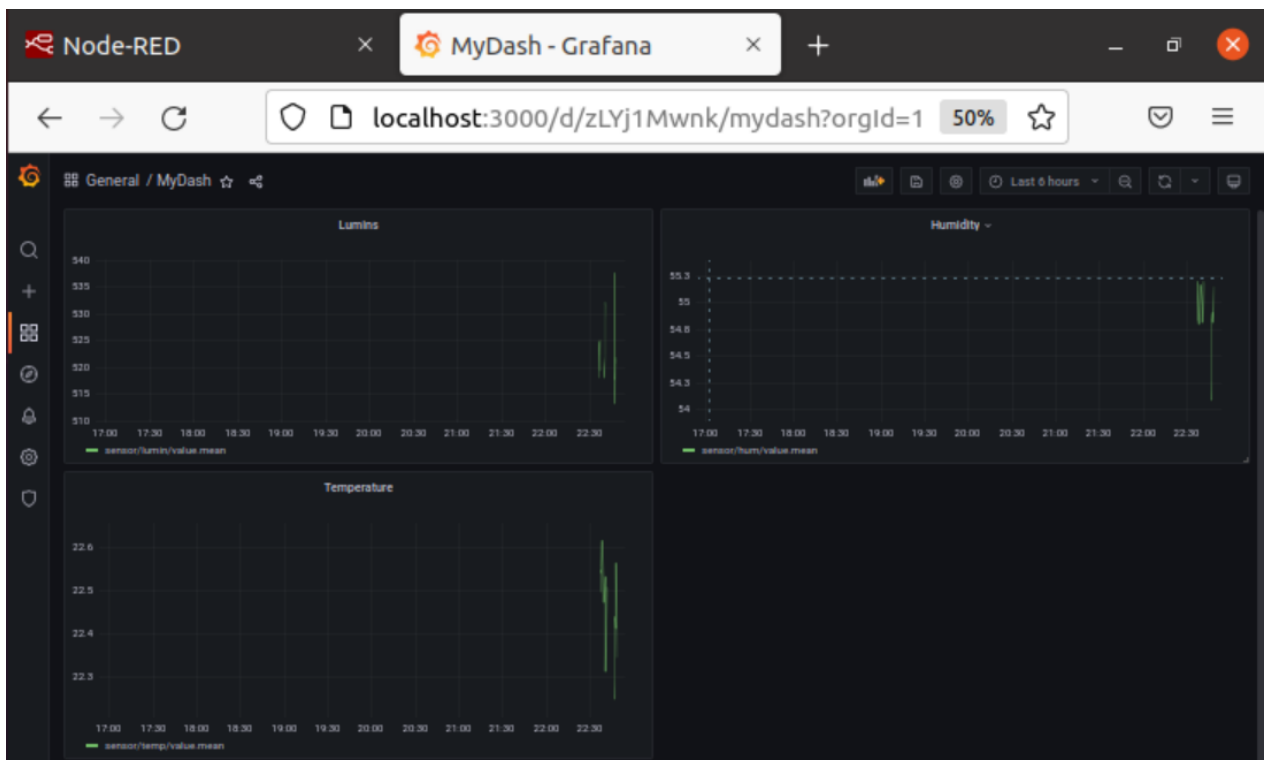 Node-RED
MyDash - Grafana
localhost:3000/d/zLYj1Mwnk/mydash?orgId=1 50%
General / MyDash
Last 6 hours
Lumins
540
535
530
525
520
515
510
17:00 17:30 18:00 18:30 19:00 19:30 20:00 20:30 21:00 21:30 22:00 22:30
sensor/lumin/value.mean
Humidity
55.3
55
54.8
54.5
54.3
54
17:00 17:30 18:00 18:30 19:00 19:30 20:00 20:30 21:00 21:30 22:00 22:30
sensor/hum/value.mean
Temperature
22.6
22.5
22.4
22.3
17:00 17:30 18:00 18:30 19:00 19:30 20:00 20:30 21:00 21:30 22:00 22:30
sensor/temp/value.mean